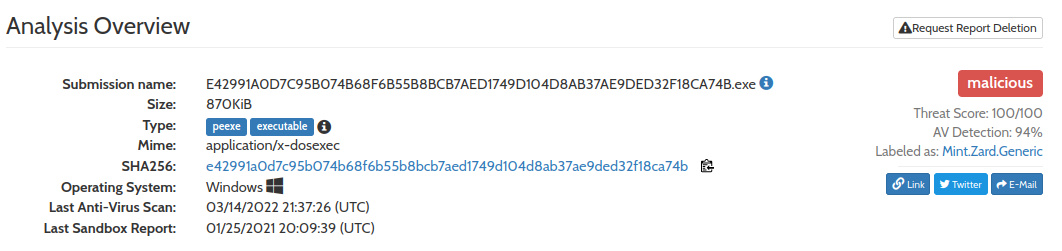 Analysis Overview
Request Report Deletion
Submission name: E42991A0D7C95B074B68F6B55B8BCB7AED1749D104D8AB37AE9DED32F18CA74B.exe
malicious
Size: 870KiB
Threat Score: 100/100
Type: peexe executable
AV Detection: 94%
Mime: application/x-dosexec
Labeled as: Mint.Zard.Generic
SHA256: e42991a0d7c95b074b68f6b55b8bcb7aed1749d104d8ab37ae9ded32f18ca74b
Operating System: Windows
Link Twitter E-Mail
Last Anti-Virus Scan: 03/14/2022 21:37:26 (UTC)
Last Sandbox Report: 01/25/2021 20:09:39 (UTC)